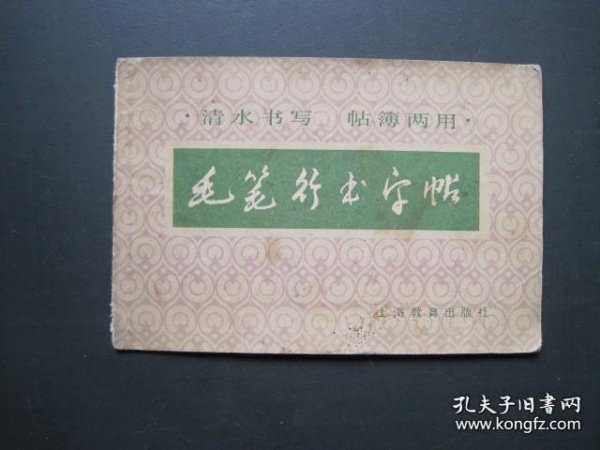 ·清水书写 帖簿两用·
毛笔行书字帖
上海教育出版社
孔夫子旧书网
www.kongfz.com